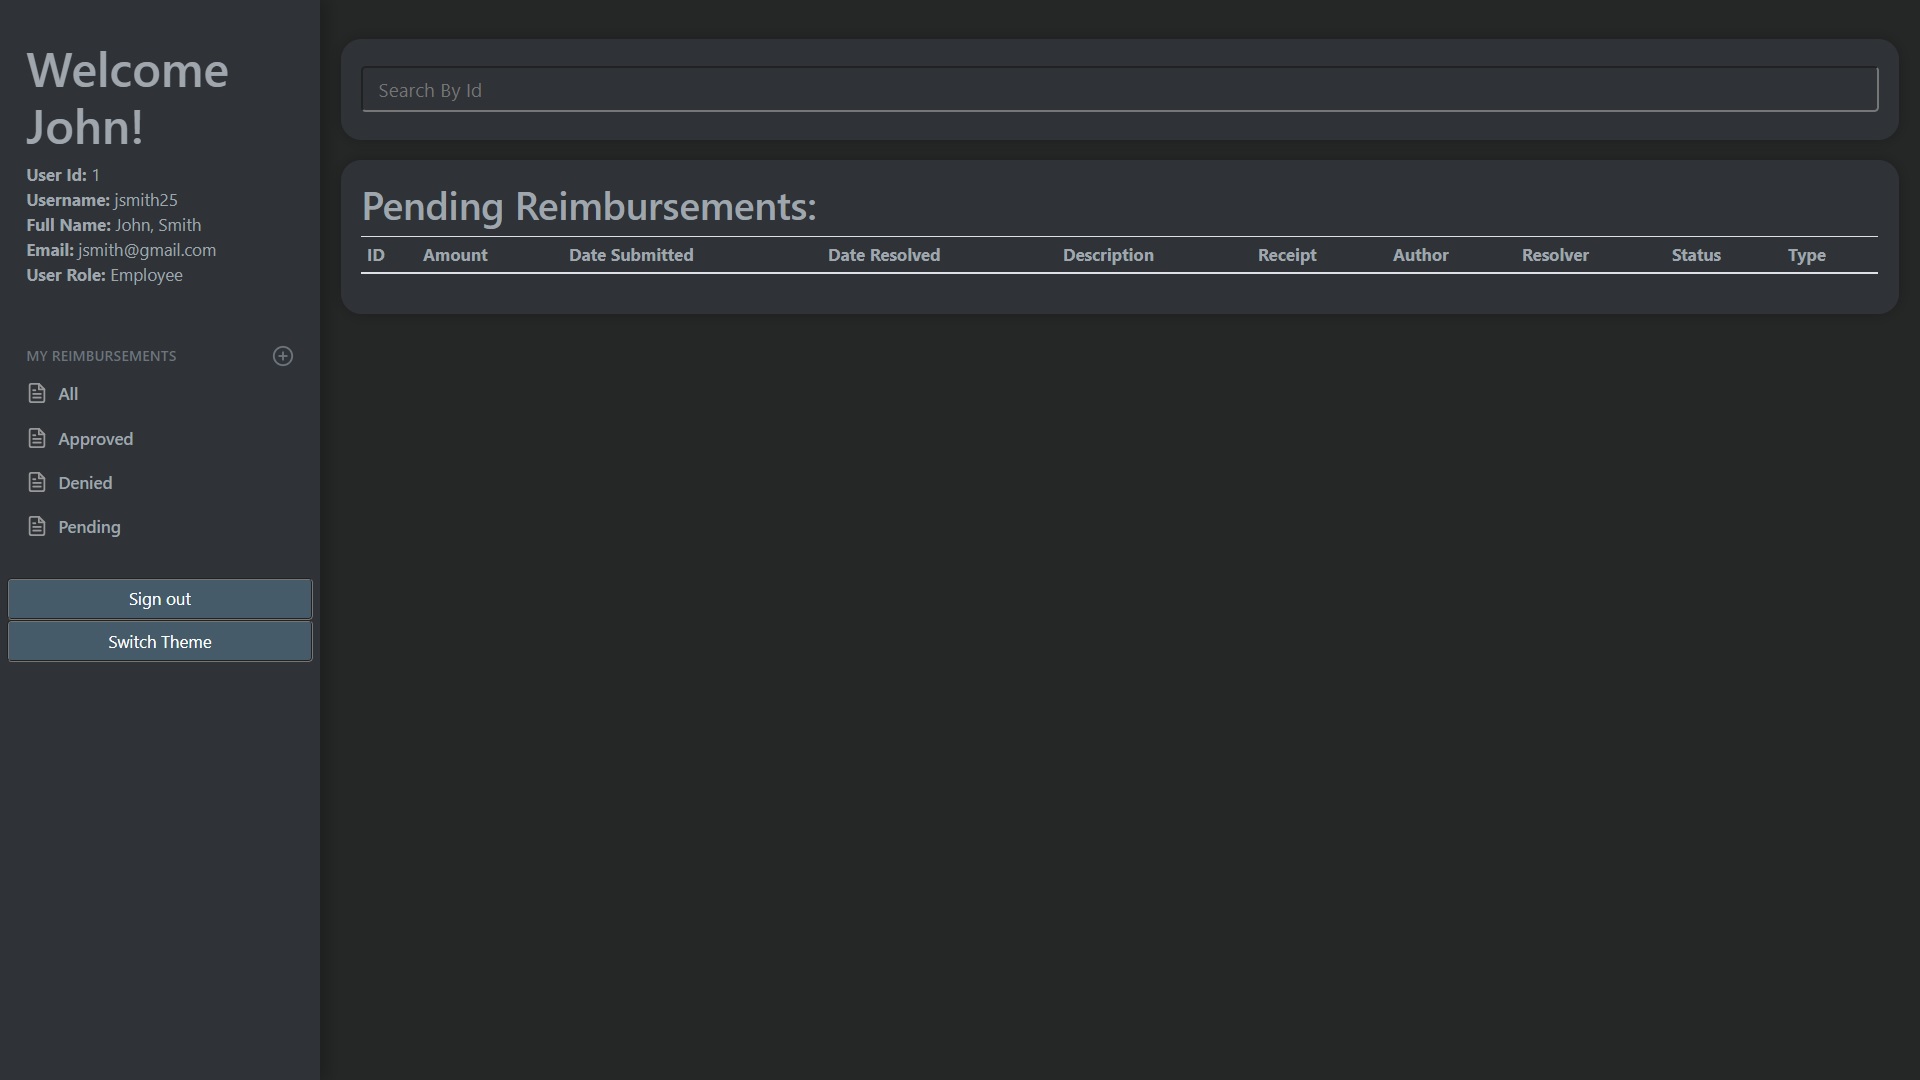 Welcome
John!
User Id: 1
Username: jsmith25
Full Name: John, Smith
Email: jsmith@gmail.com
User Role: Employee
MY REIMBURSEMENTS
All
Approved
Denied
Pending
Sign out
Switch Theme
Search By Id
Pending Reimbursements:
ID Amount Date Submitted Date Resolved Description Receipt Author Resolver Status Type